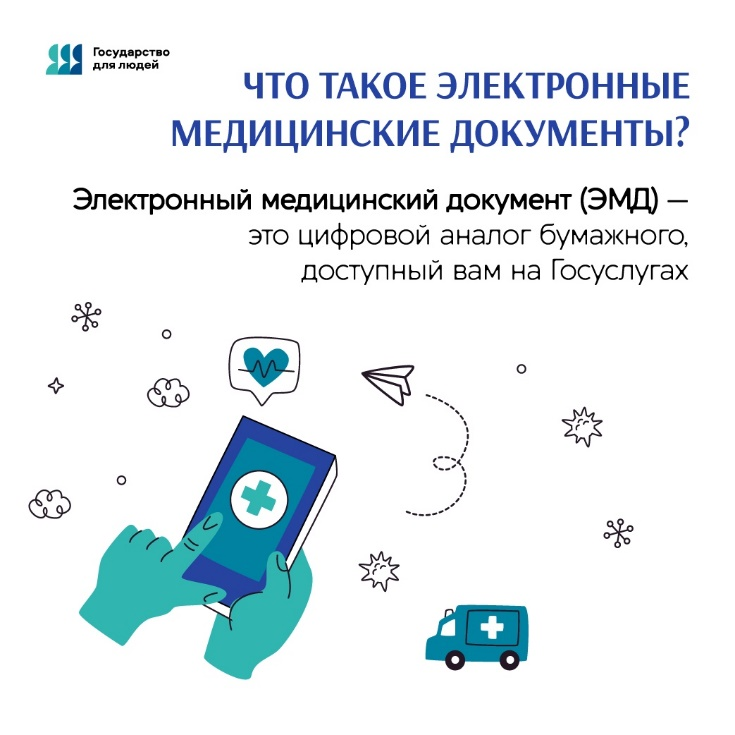 Государство
для людей
ЧТО ТАКОЕ ЭЛЕКТРОННЫЕ
МЕДИЦИНСКИЕ ДОКУМЕНТЫ?
Электронный медицинский документ (ЭМД) —
это цифровой аналог бумажного,
доступный вам на Госуслугах